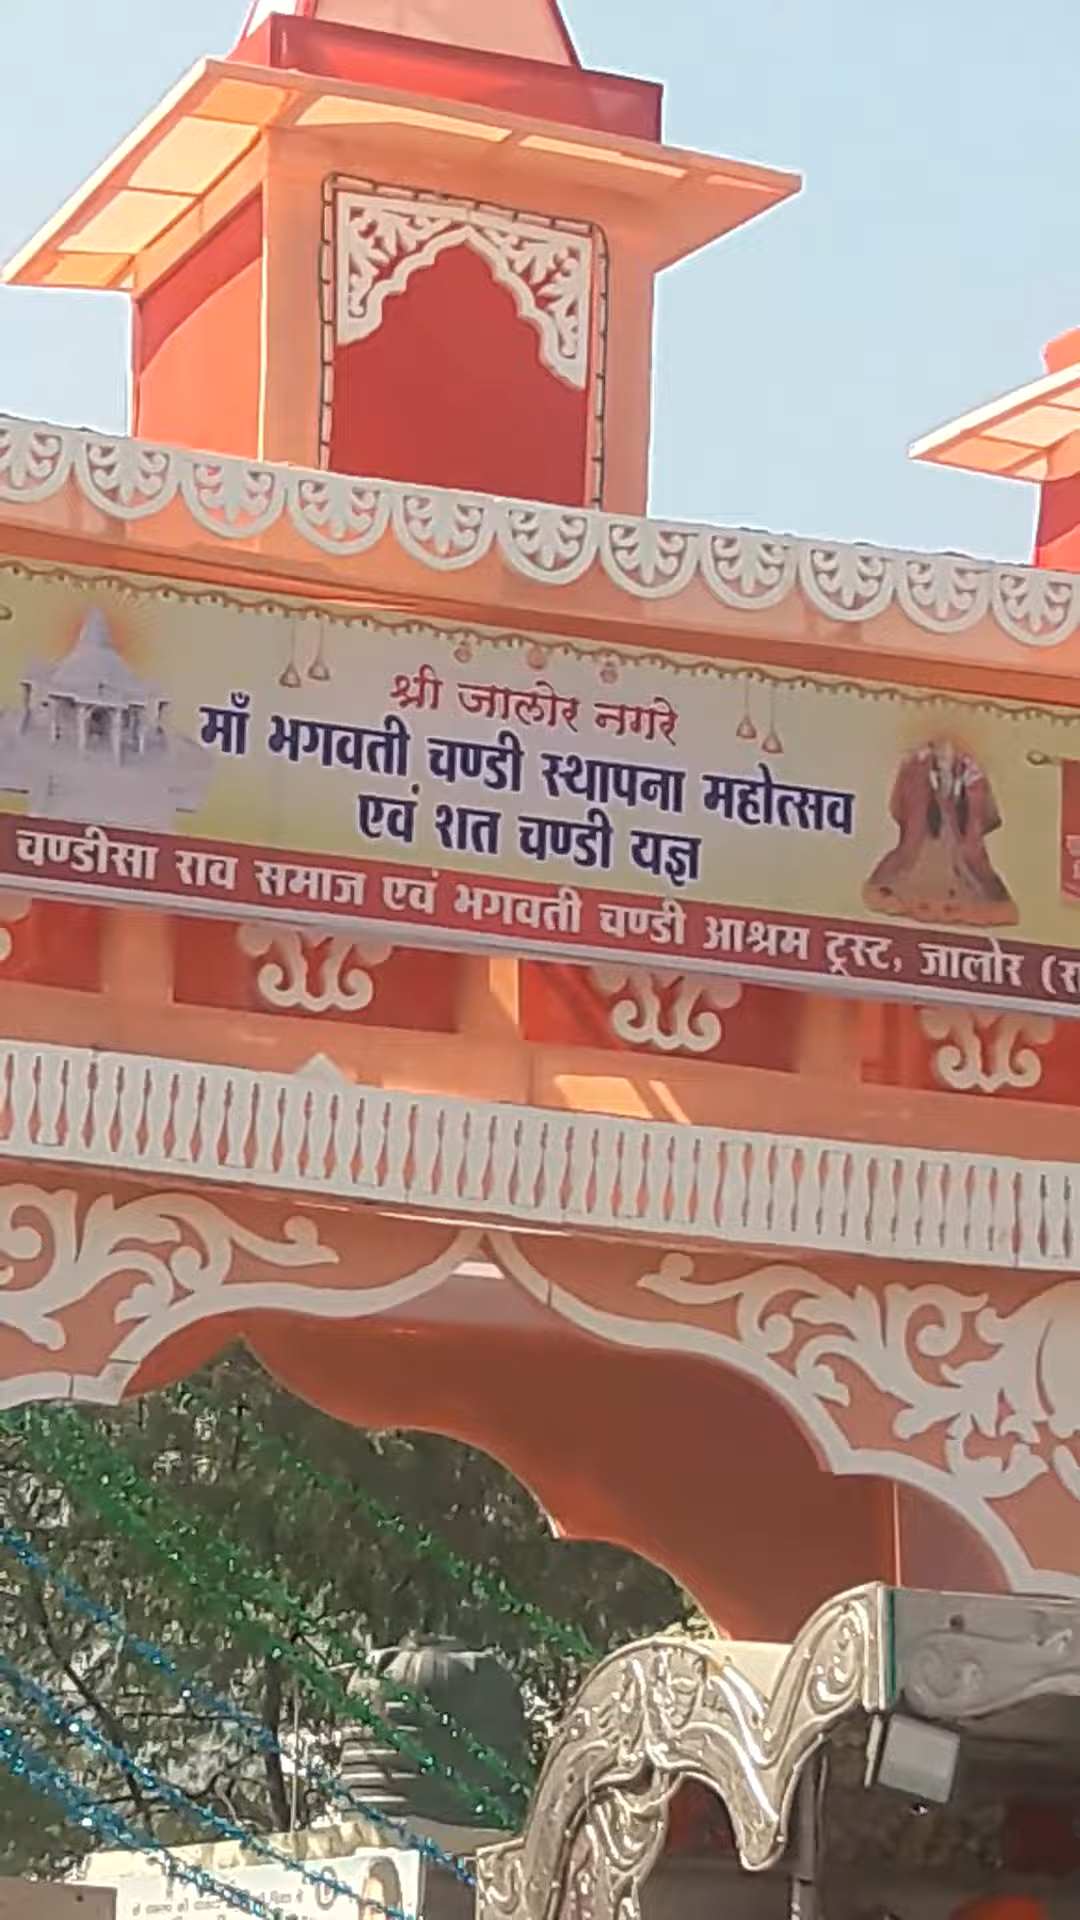 श्री जालोर नगरे
माँ भगवती चण्डी स्थापना महोत्सव
एवं शत चण्डी यज्ञ
चण्डीसा राव समाज एवं भगवती चण्डी आश्रम ट्रस्ट, जालोर (रा